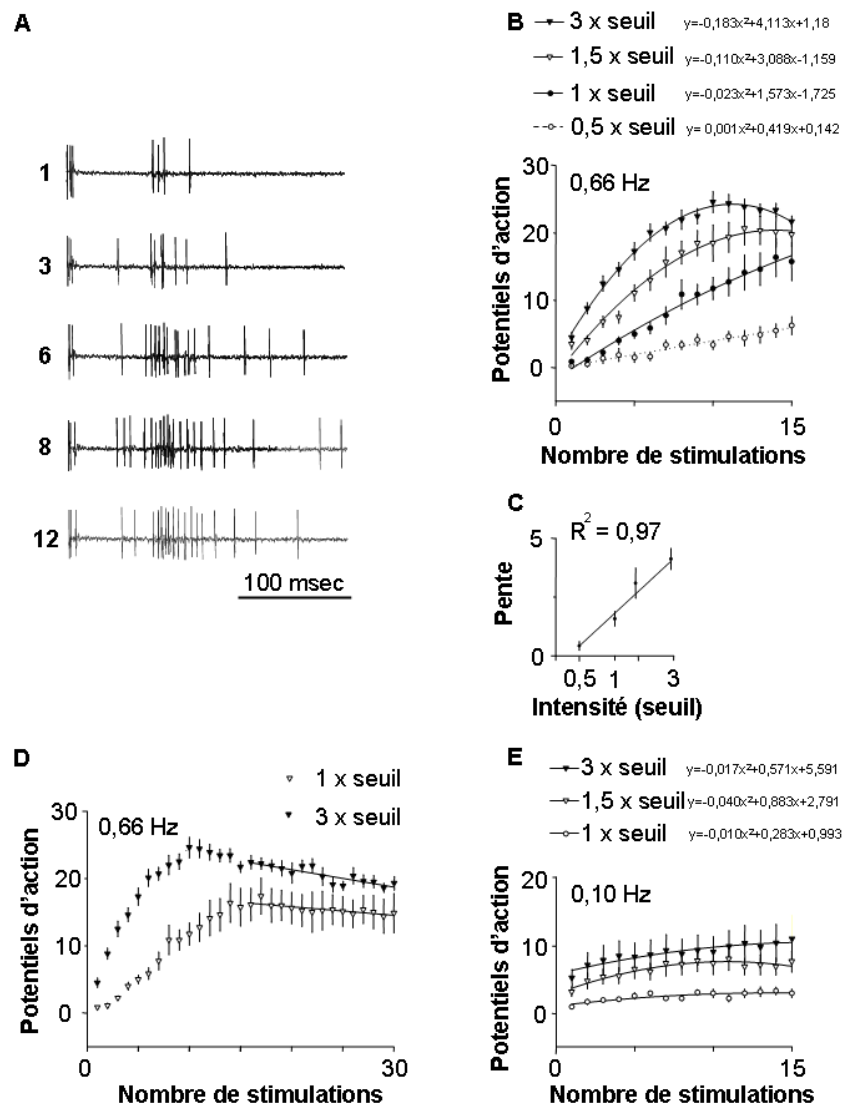 A
1
3
6
8
12
100 msec
B
3 x seuil y=-0,183x²+4,113x+1,18
1,5 x seuil y=-0,110x²+3,088x-1,159
1 x seuil y=-0,023x²+1,573x-1,725
0,5 x seuil y= 0,001x²+0,419x+0,142
0,66 Hz
30
20
10
0
Potentiels d'action
0 15
Nombre de stimulations
C
R² = 0,97
5
0
Pente
0,5 1 3
Intensité (seuil)
D
1 x seuil
3 x seuil
0,66 Hz
30
20
10
0
Potentiels d'action
0 30
Nombre de stimulations
E
3 x seuil y=-0,017x²+0,571x+5,591
1,5 x seuil y=-0,040x²+0,883x+2,791
1 x seuil y=-0,010x²+0,283x+0,993
0,10 Hz
20
10
0
Potentiels d'action
0 15
Nombre de stimulations